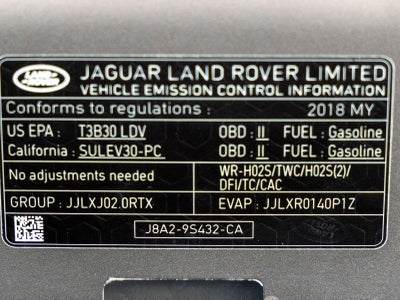 LAND ROVER
JAGUAR LAND ROVER LIMITED
VEHICLE EMISSION CONTROL INFORMATION
Conforms to regulations : 2018 MY
US EPA : T3B30 LDV OBD : II FUEL : Gasoline
California : SULEV30-PC OBD : II FUEL : Gasoline
No adjustments needed
WR-HO2S/TWC/HO2S(2)/
DFI/TC/CAC
GROUP : JJLXJ02.0RTX EVAP : JJLXR0140P1Z
J8A2-9S432-CA